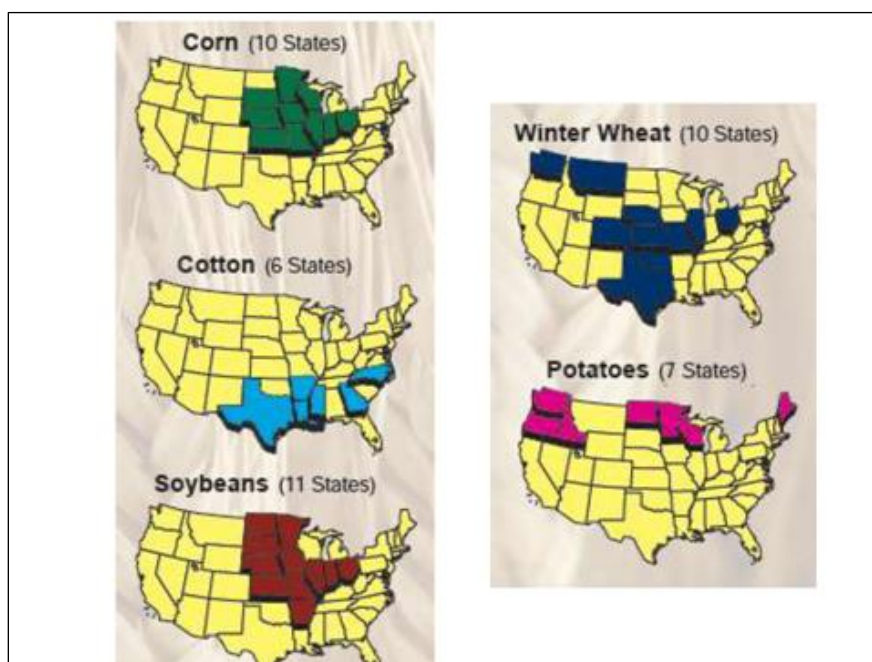 Corn (10 States)
Cotton (6 States)
Soybeans (11 States)
Winter Wheat (10 States)
Potatoes (7 States)